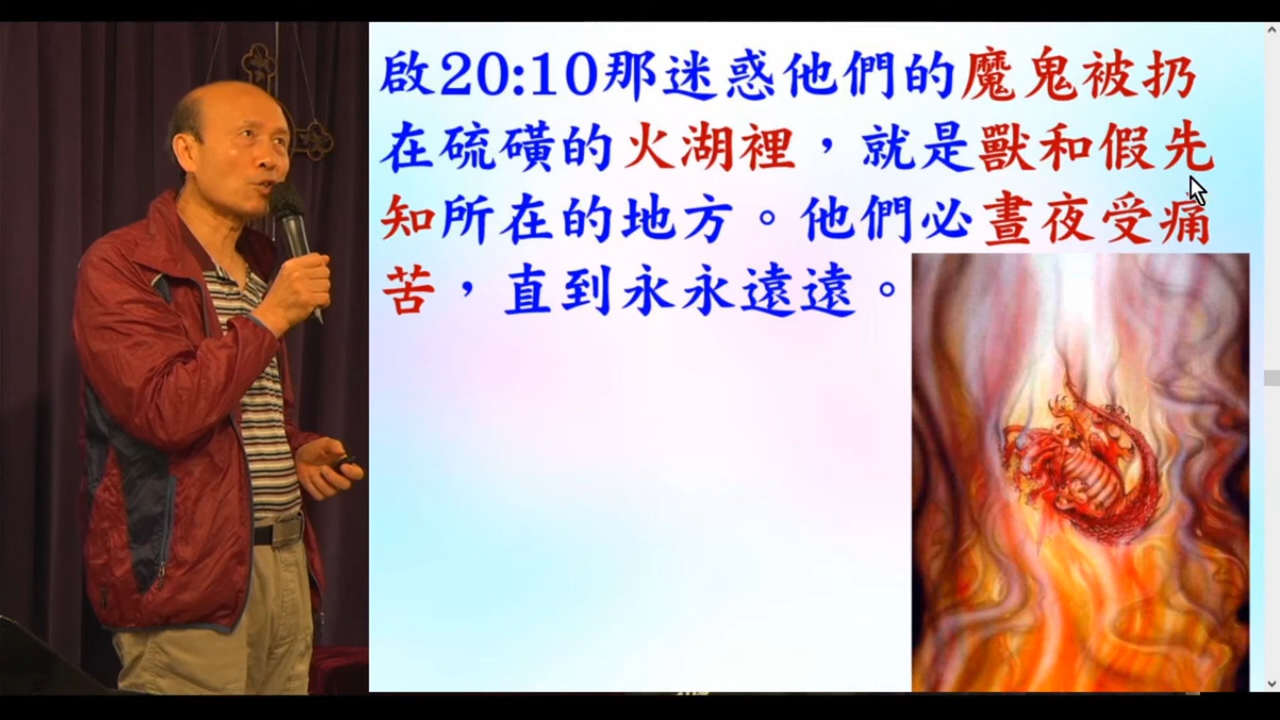 啟20:10那迷惑他們的魔鬼被扔
在硫磺的火湖裡，就是獸和假先
知所在的地方。他們必晝夜受痛
苦，直到永永遠遠。